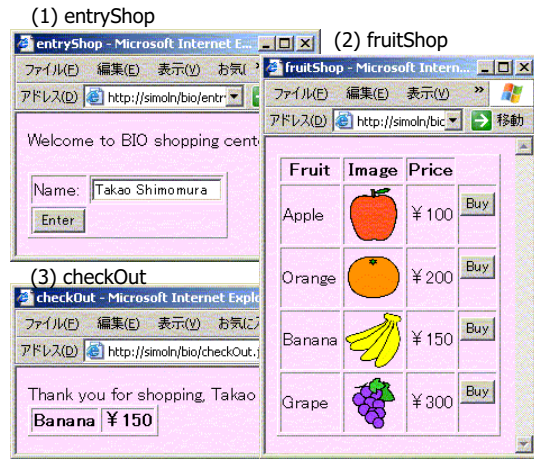 (1) entryShop
entryShop - Microsoft Internet E...
ファイル(F) 編集(E) 表示(V) お気(
アドレス(D) http://simoln/bio/entr
Welcome to BIO shopping cent
Name: Takao Shimomura
Enter
(2) fruitShop
fruitShop - Microsoft Intern...
ファイル(F) 編集(E) 表示(V) »
アドレス(D) http://simoln/bic 移動
Fruit Image Price
Apple ¥100 Buy
Orange ¥200 Buy
Banana ¥150 Buy
Grape ¥300 Buy
(3) checkOut
checkOut - Microsoft Internet Explo
ファイル(F) 編集(E) 表示(V) お気に
アドレス(D) http://simoln/bio/checkOut.
Thank you for shopping, Takao
Banana ¥150